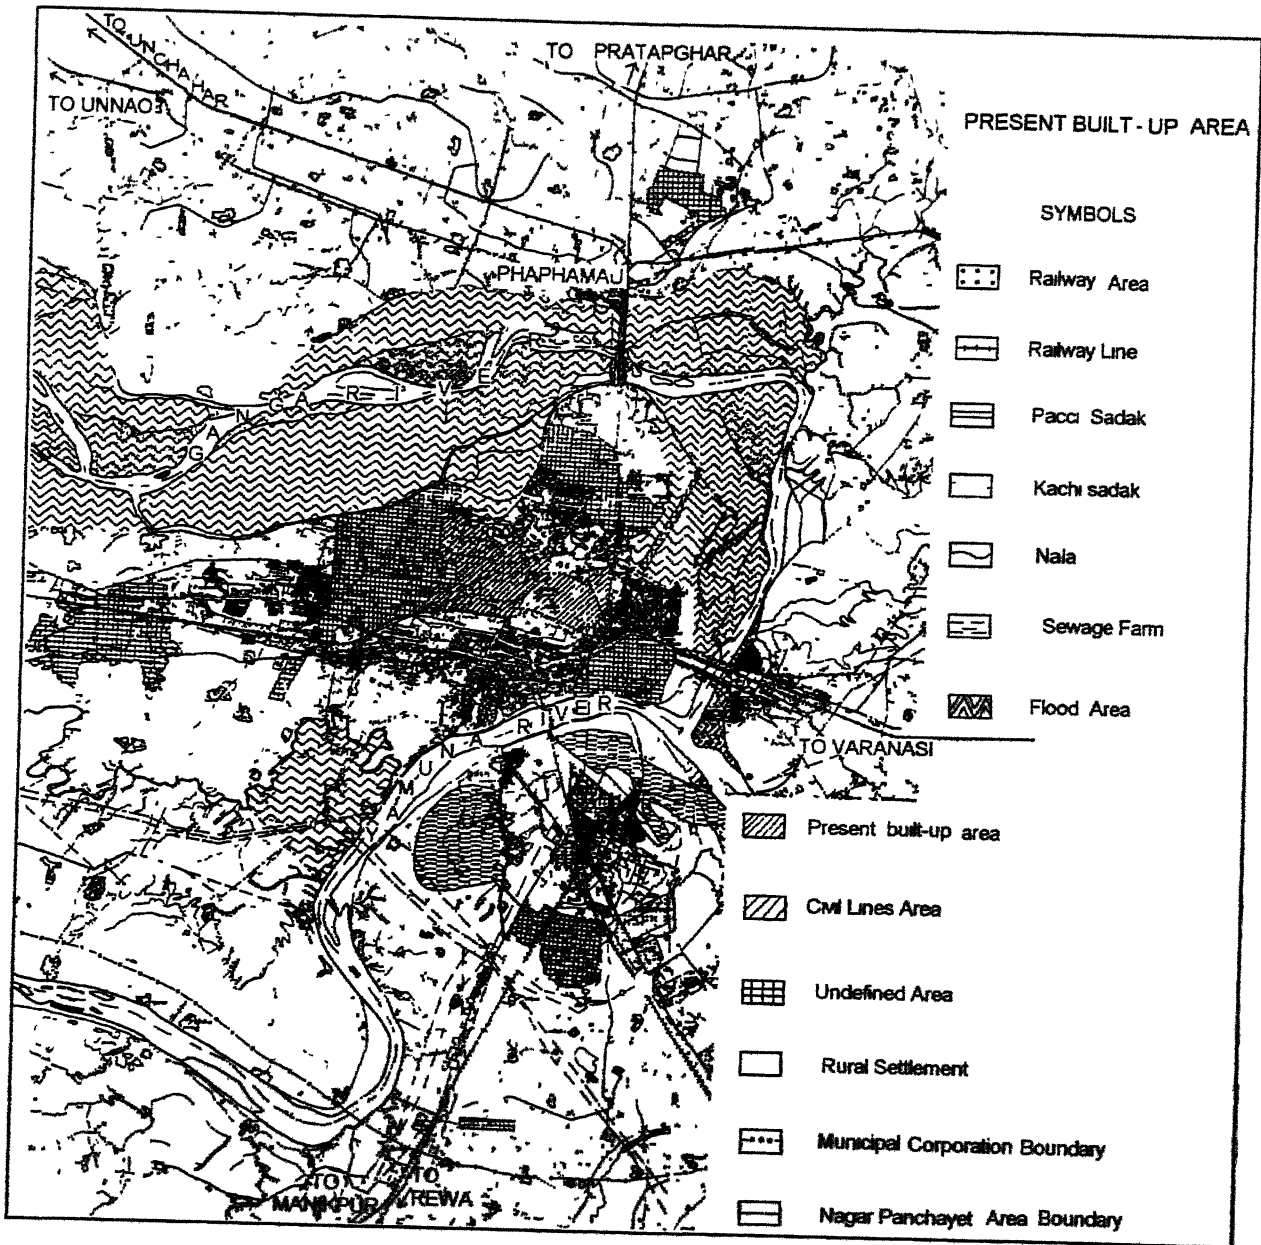 TO UNCHAHAR
TO PRATAPGHAR
TO UNNAO
PRESENT BUILT-UP AREA
SYMBOLS
Railway Area
PHAPHAMAU
Railway Line
Pacci Sadak
GANGA RIVE
Kachi sadak
Nala
Sewage Farm
Flood Area
YAMUNA RIVER
TO VARANASI
Present built-up area
Civil Lines Area
Undefined Area
Rural Settlement
Municipal Corporation Boundary
TO
MANIKPUR
TO
REWA
Nagar Panchayet Area Boundary